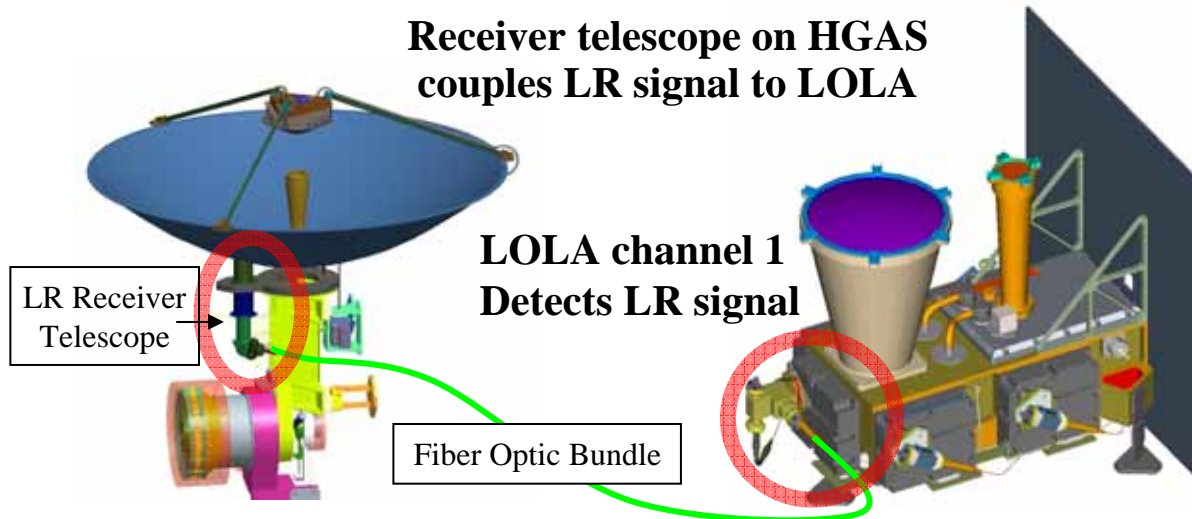 Receiver telescope on HGAS
couples LR signal to LOLA
LOLA channel 1
Detects LR signal
LR Receiver
Telescope
Fiber Optic Bundle